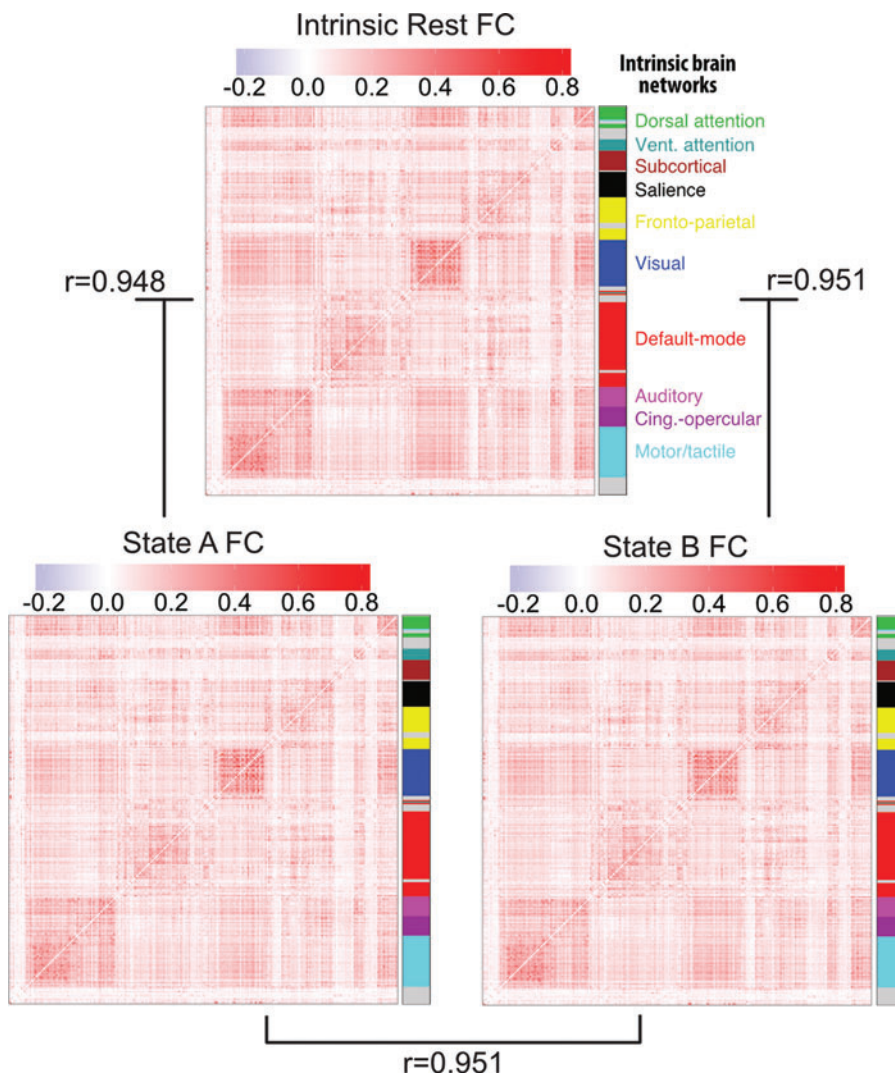 Intrinsic Rest FC
-0.2 0.0 0.2 0.4 0.6 0.8
Intrinsic brain
networks
Dorsal attention
Vent. attention
Subcortical
Salience
Fronto-parietal
Visual
Default-mode
Auditory
Cing.-opercular
Motor/tactile
r=0.948
r=0.951
State A FC
-0.2 0.0 0.2 0.4 0.6 0.8
State B FC
-0.2 0.0 0.2 0.4 0.6 0.8
r=0.951